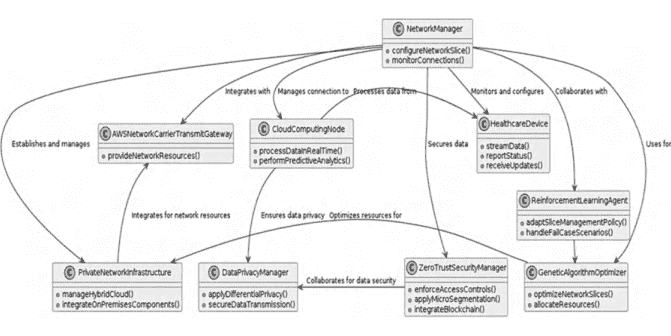 C NetworkManager
configureNetworkSlice()
monitorConnections()
Integrates with
Manages connection to
Processes data from
Monitors and configures
Collaborates with
Establishes and manages
C AWSNetworkCarrierTransmitGateway
provideNetworkResources()
C CloudComputingNode
processDataInRealTime()
performPredictiveAnalytics()
Secures data
C HealthcareDevice
streamData()
reportStatus()
receiveUpdates()
Uses for
C ReinforcementLearningAgent
adaptSliceManagementPolicy()
handleFailCaseScenarios()
Integrates for network resources
Ensures data privacy
Optimizes resources for
C PrivateNetworkInfrastructure
manageHybridCloud()
integrateOnPremisesComponents()
C DataPrivacyManager
applyDifferentialPrivacy()
secureDataTransmission()
Collaborates for data security
C ZeroTrustSecurityManager
enforceAccessControls()
applyMicroSegmentation()
integrateBlockchain()
C GeneticAlgorithmOptimizer
optimizeNetworkSlices()
allocateResources()